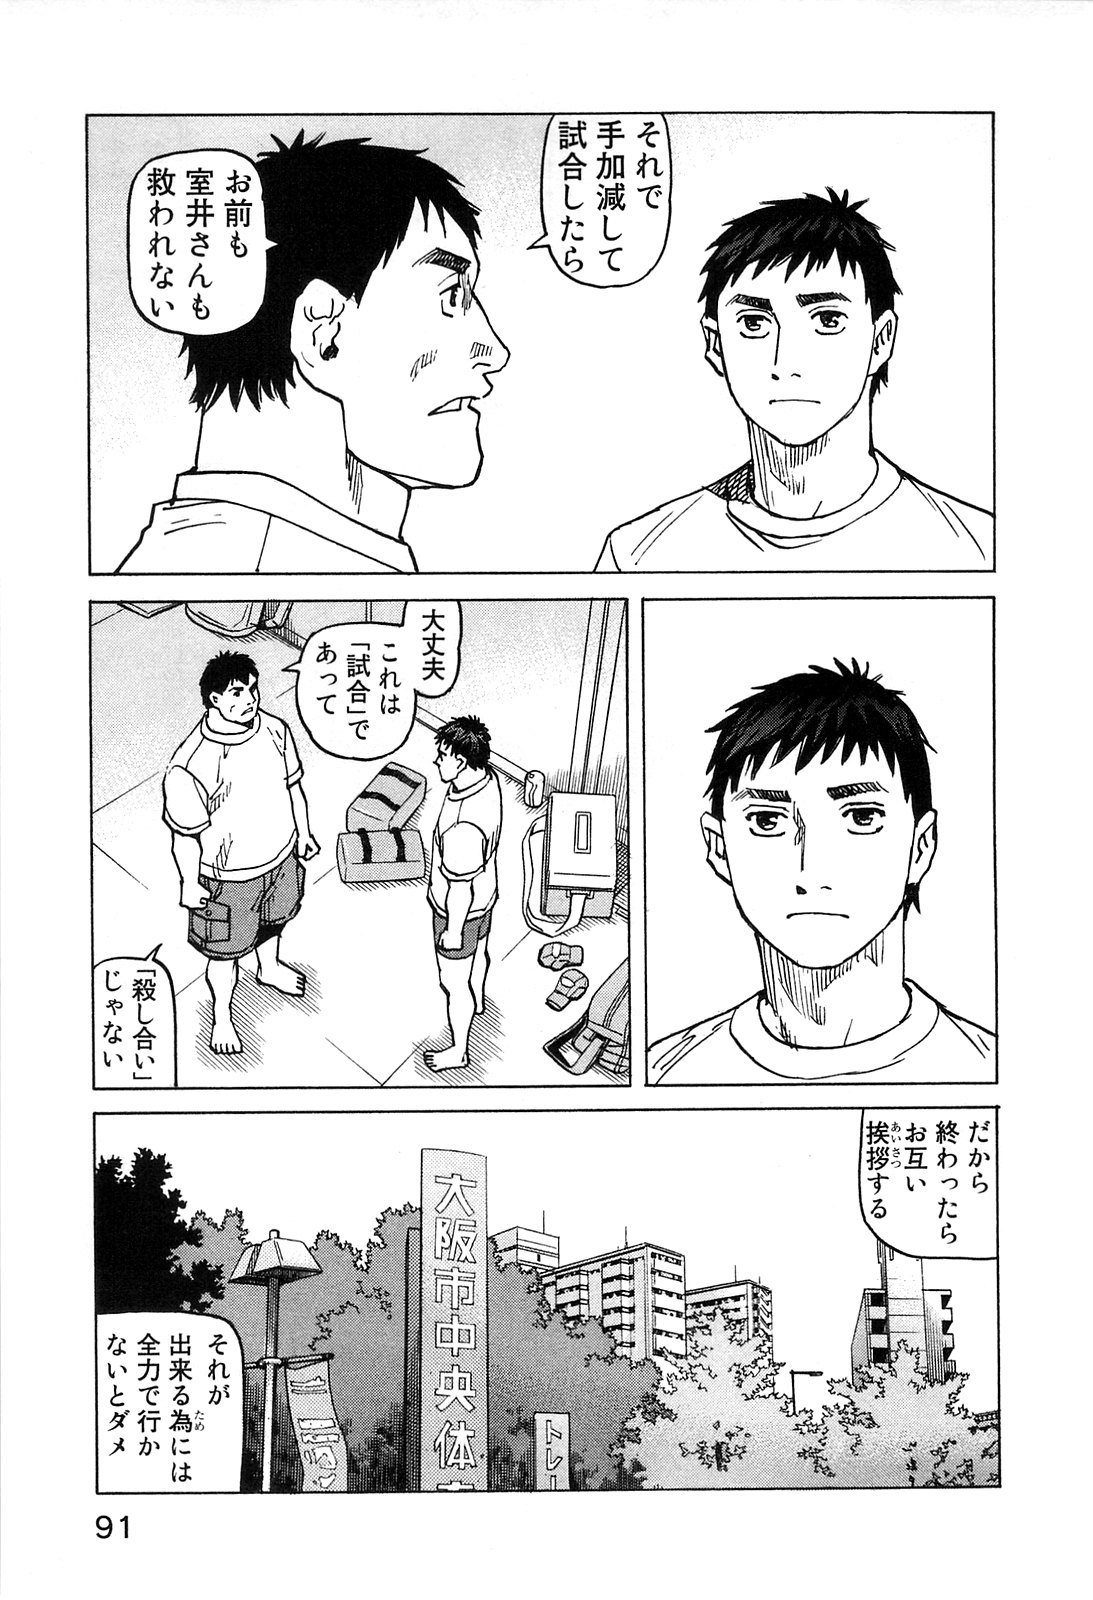 それで
手加減して
試合したら
お前も
室井さんも
救われない
大丈夫
これは
「試合」で
あって
「殺し合い」
じゃない
だから
終わったら
お互い
挨拶する
あいさつ
大阪市中央体育
トレー
それが
出来る為には
ため
全力で行か
ないとダメ
91